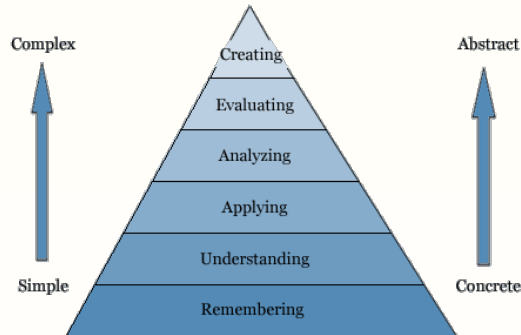 Complex
Abstract
Creating
Evaluating
Analyzing
Applying
Understanding
Simple
Concrete
Remembering